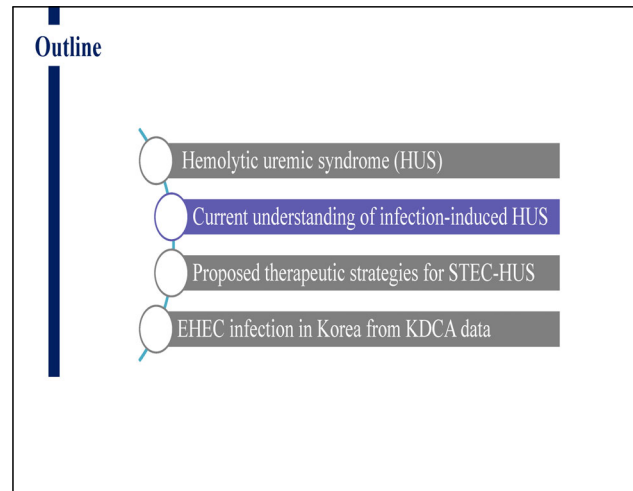 Outline
Hemolytic uremic syndrome (HUS)
Current understanding of infection-induced HUS
Proposed therapeutic strategies for STEC-HUS
EHEC infection in Korea from KDCA data